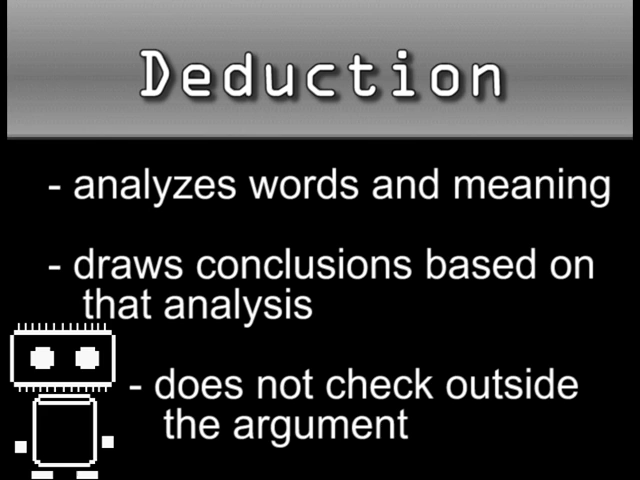 Deduction
- analyzes words and meaning
- draws conclusions based on
that analysis
- does not check outside
the argument